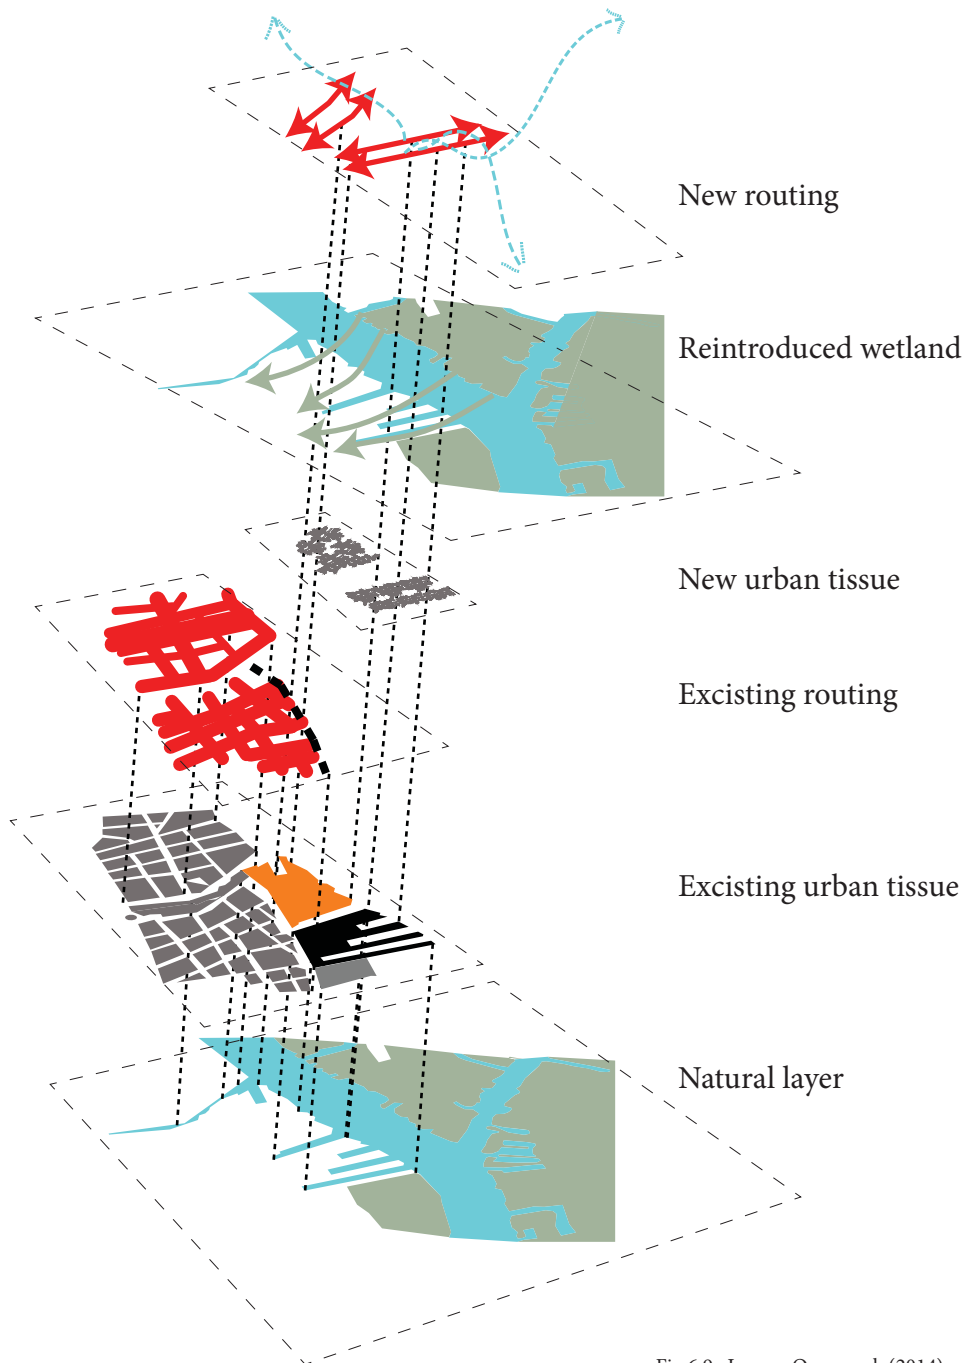 New routing
Reintroduced wetland
New urban tissue
Excisting routing
Excisting urban tissue
Natural layer